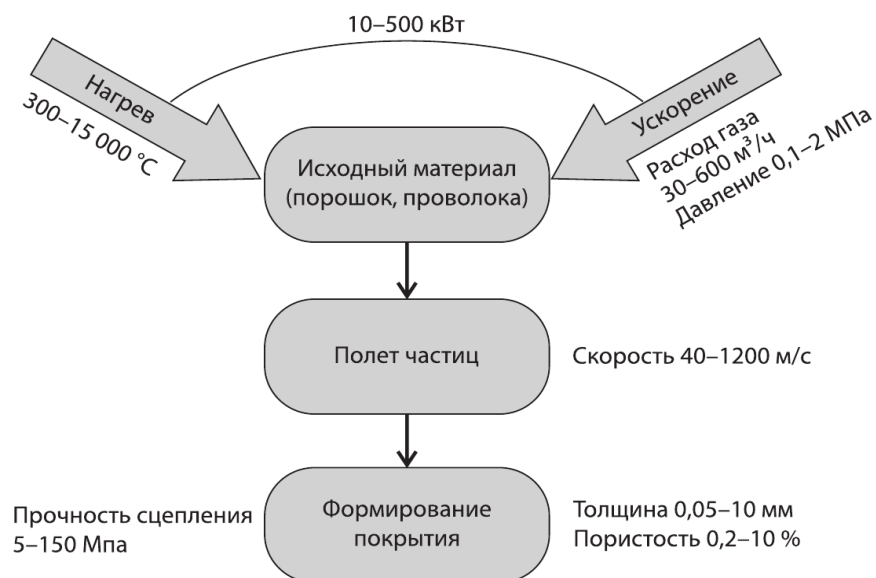 10–500 кВт
Нагрев
300–15 000 °C
Ускорение
Расход газа
30–600 м³/ч
Давление 0,1–2 МПа
Исходный материал
(порошок, проволока)
Полет частиц
Скорость 40–1200 м/с
Прочность сцепления
5–150 Мпа
Формирование
покрытия
Толщина 0,05–10 мм
Пористость 0,2–10 %